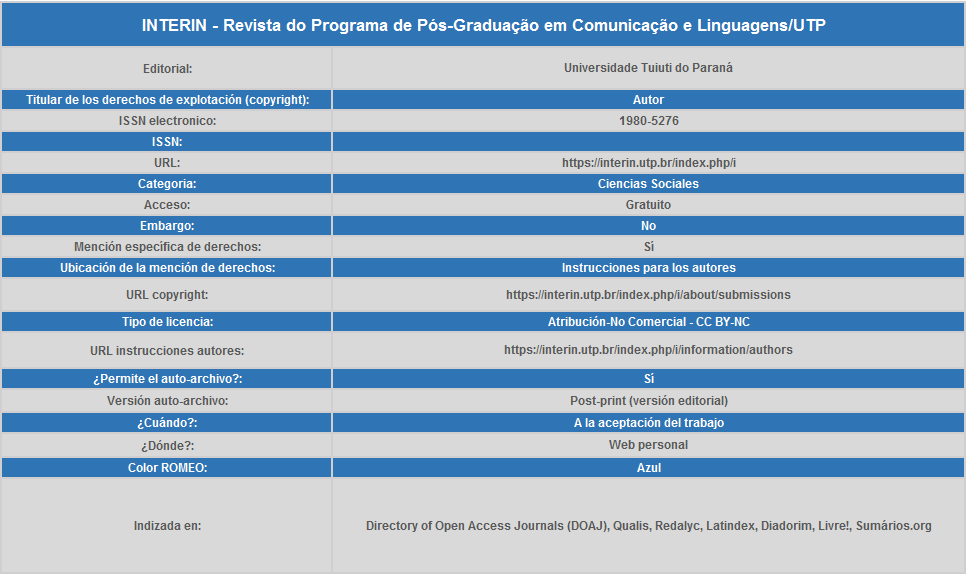 INTERIN - Revista do Programa de Pós-Graduação em Comunicação e Linguagens/UTP
Editorial: Universidade Tuiuti do Paraná
Titular de los derechos de explotación (copyright): Autor
ISSN electronico: 1980-5276
ISSN:
URL: https://interin.utp.br/index.php/i
Categoria: Ciencias Sociales
Acceso: Gratuito
Embargo: No
Mención específica de derechos: Sí
Ubicación de la mención de derechos: Instrucciones para los autores
URL copyright: https://interin.utp.br/index.php/i/about/submissions
Tipo de licencia: Atribución-No Comercial - CC BY-NC
URL instrucciones autores: https://interin.utp.br/index.php/i/information/authors
¿Permite el auto-archivo?: Sí
Versión auto-archivo: Post-print (versión editorial)
¿Cuándo?: A la aceptación del trabajo
¿Dónde?: Web personal
Color ROMEO: Azul
Indizada en: Directory of Open Access Journals (DOAJ), Qualis, Redalyc, Latindex, Diadorim, Livre!, Sumários.org